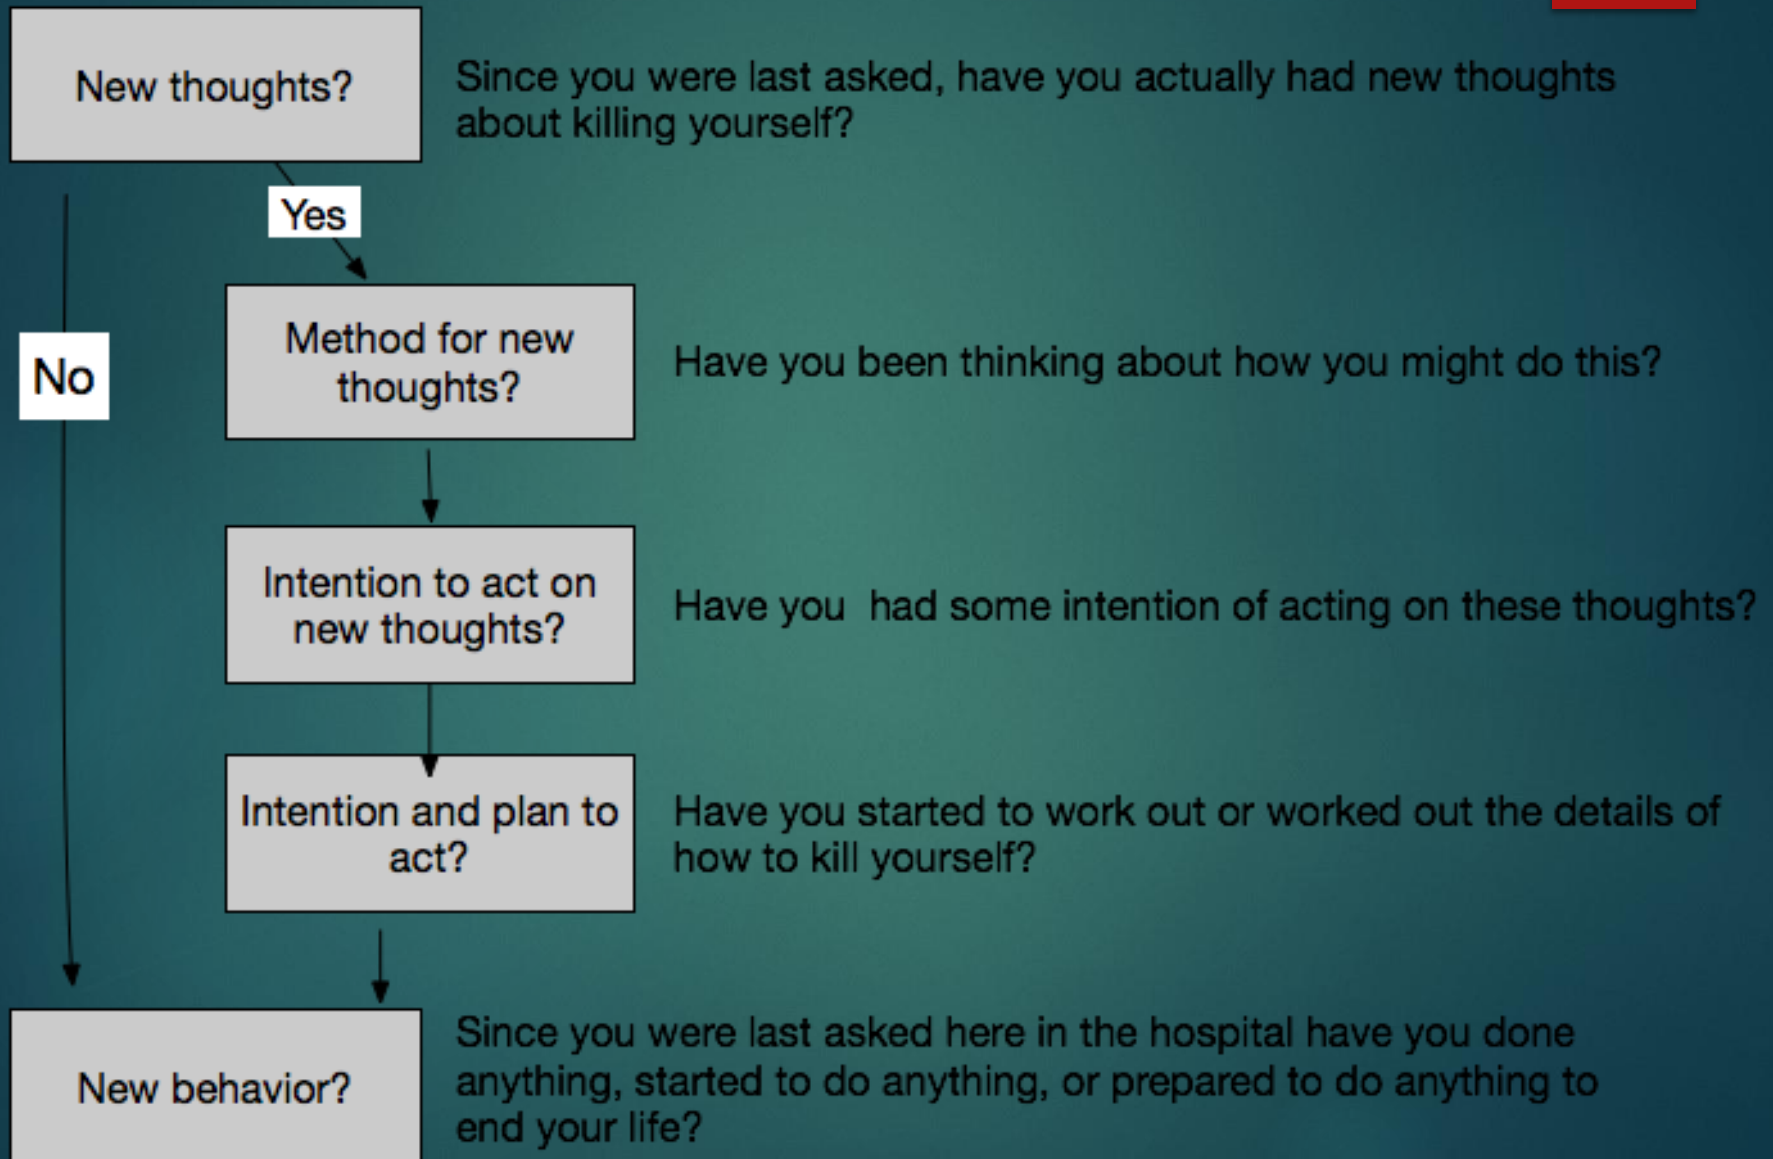 New thoughts?
Since you were last asked, have you actually had new thoughts
about killing yourself?
Yes
No
Method for new
thoughts?
Have you been thinking about how you might do this?
Intention to act on
new thoughts?
Have you  had some intention of acting on these thoughts?
Intention and plan to
act?
Have you started to work out or worked out the details of
how to kill yourself?
New behavior?
Since you were last asked here in the hospital have you done
anything, started to do anything, or prepared to do anything to
end your life?